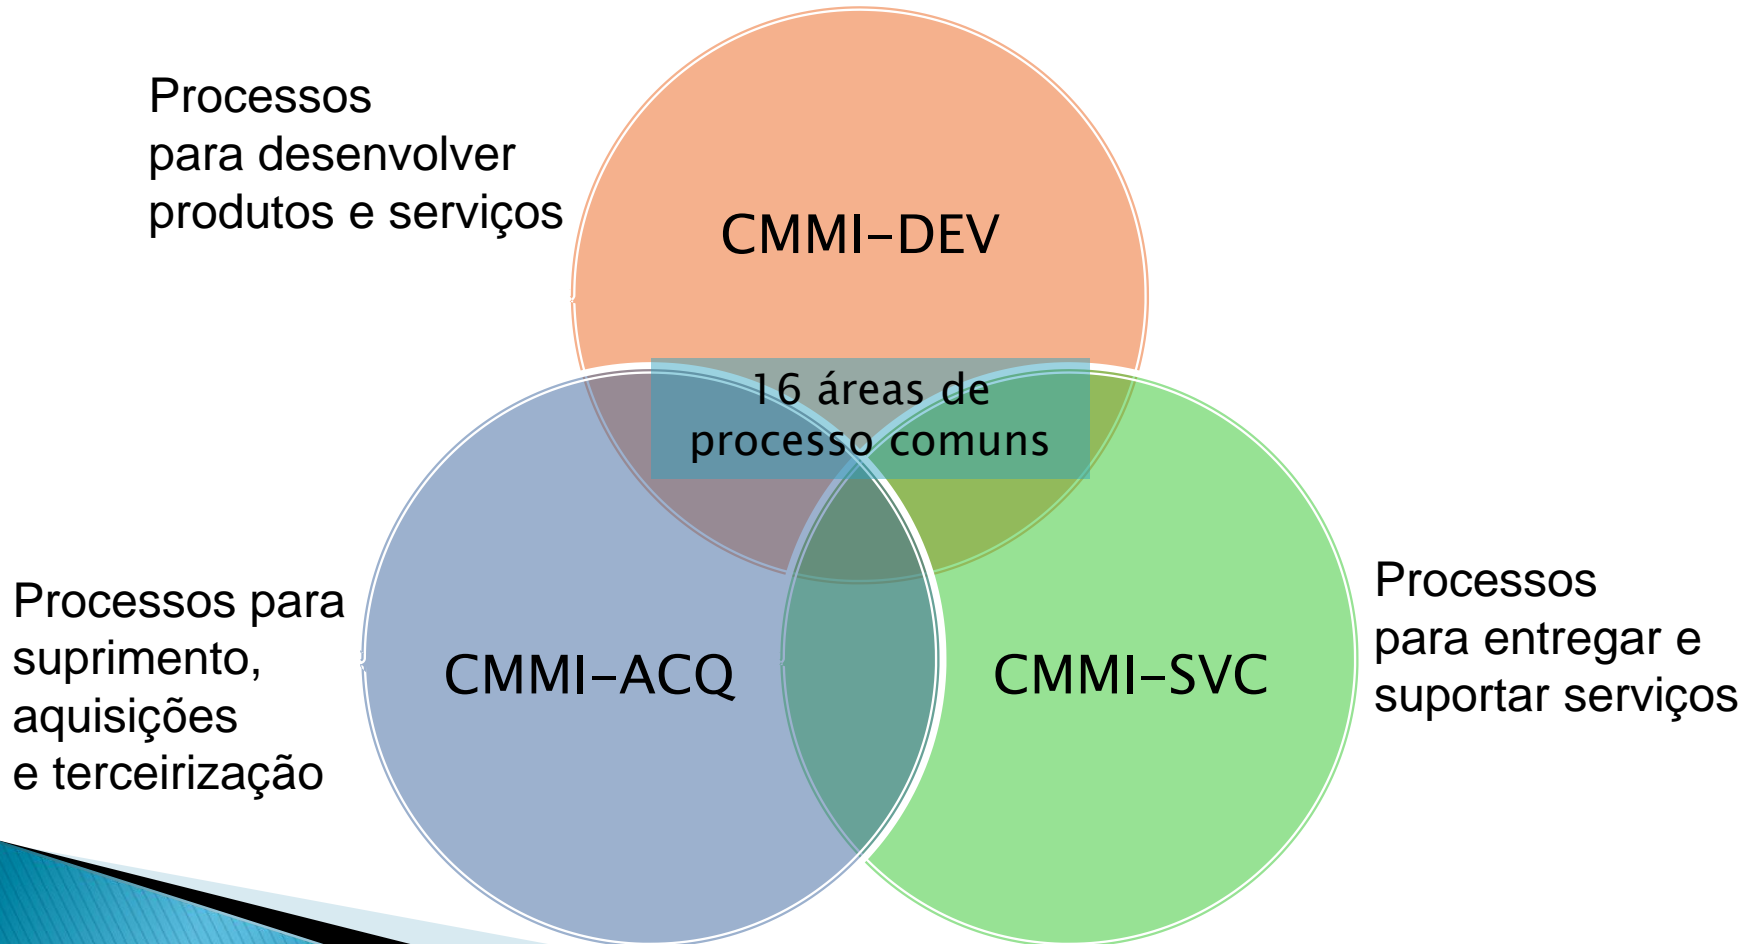 Processos
para desenvolver
produtos e serviços
CMMI–DEV
16 áreas de
processo comuns
Processos para
suprimento,
aquisições
e terceirização
CMMI–ACQ
CMMI–SVC
Processos
para entregar e
suportar serviços